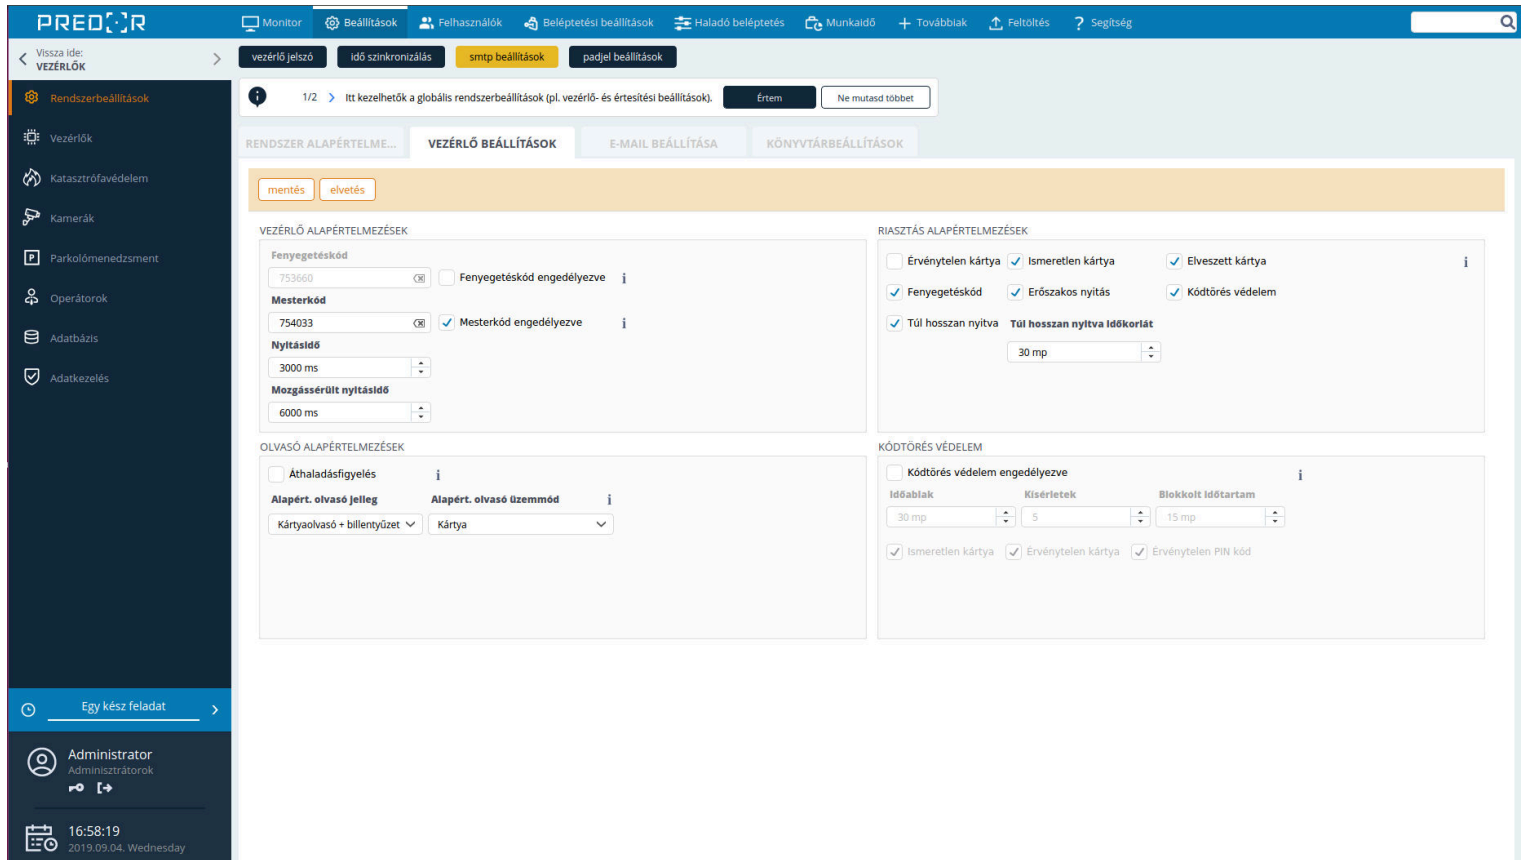 PRED[·]R
Monitor
Beállítások
Felhasználók
Beléptetési beállítások
Haladó beléptetés
Munkaidő
Továbbiak
Feltöltés
? Segítség
Vissza ide:
VEZÉRLŐK
vezérlő jelszó
idő szinkronizálás
smtp beállítások
padjel beállítások
Rendszerbeállítások
Vezérlők
Katasztrófavédelem
Kamerák
P Parkolómenedzsment
Operátorok
Adatbázis
Adatkezelés
1/2 > Itt kezelhetők a globális rendszerbeállítások (pl. vezérlő- és értesítési beállítások).
Értem
Ne mutasd többet
RENDSZER ALAPÉRTELME...
VEZÉRLŐ BEÁLLÍTÁSOK
E-MAIL BEÁLLÍTÁSA
KÖNYVTÁRBEÁLLÍTÁSOK
mentés
elvetés
VEZÉRLŐ ALAPÉRTELMEZÉSEK
Fenyegetéskód
753660
Fenyegetéskód engedélyezve i
Mesterkód
754033
Mesterkód engedélyezve i
Nyitásidő
3000 ms
Mozgássérült nyitásidő
6000 ms
RIASZTÁS ALAPÉRTELMEZÉSEK
Érvénytelen kártya
Ismeretlen kártya
Elveszett kártya
i
Fenyegetéskód
Erőszakos nyitás
Kódtörés védelem
Túl hosszan nyitva
Túl hosszan nyitva időkorlát
30 mp
OLVASÓ ALAPÉRTELMEZÉSEK
Áthaladásfigyelés i
Alapért. olvasó jelleg
Alapért. olvasó üzemmód i
Kártyaolvasó + billentyűzet
Kártya
KÓDTÖRÉS VÉDELEM
Kódtörés védelem engedélyezve i
Időablak
Kísérletek
Blokkolt időtartam
30 mp
5
15 mp
Ismeretlen kártya
Érvénytelen kártya
Érvénytelen PIN kód
Egy kész feladat
Administrator
Adminisztrátorok
16:58:19
2019.09.04. Wednesday